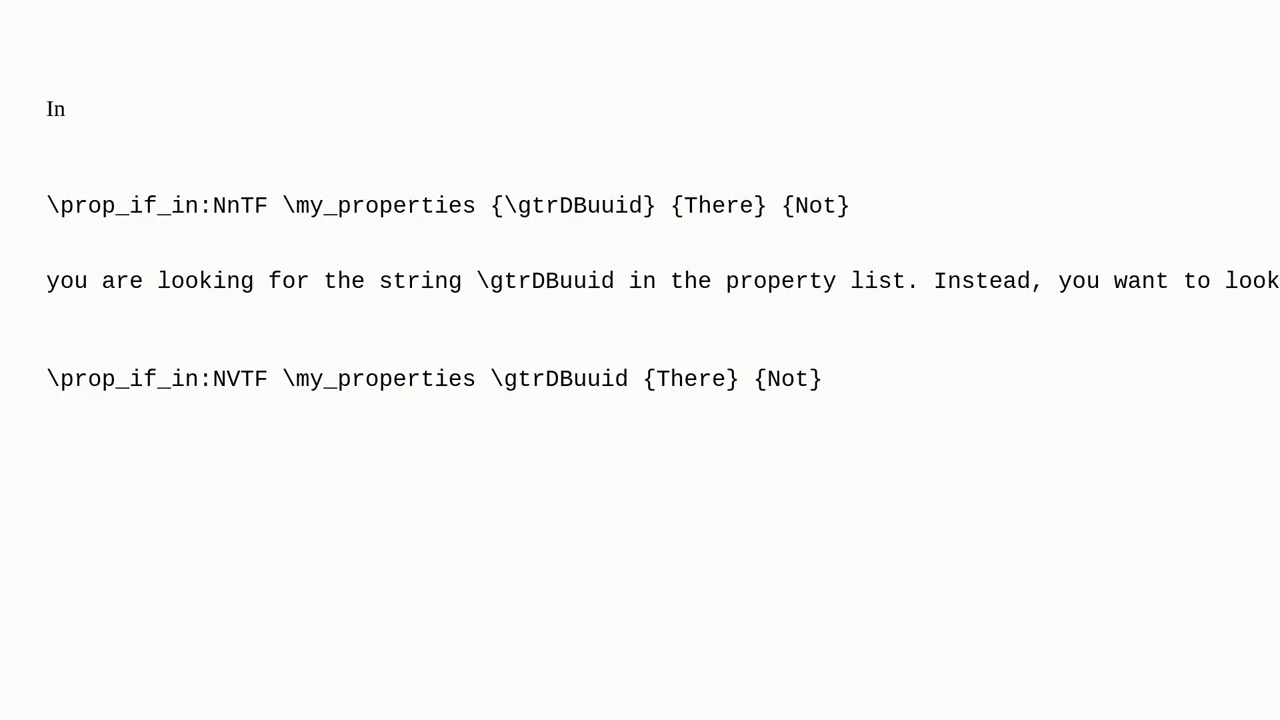 In
\prop_if_in:NnTF \my_properties {\gtrDBuuid} {There} {Not}
you are looking for the string \gtrDBuuid in the property list. Instead, you want to look
\prop_if_in:NVTF \my_properties \gtrDBuuid {There} {Not}